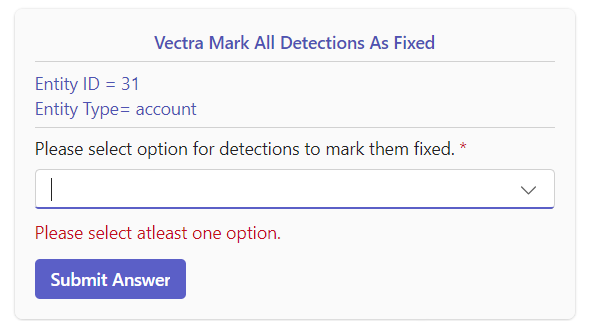 Vectra Mark All Detections As Fixed
Entity ID = 31
Entity Type= account
Please select option for detections to mark them fixed. *
Please select atleast one option.
Submit Answer